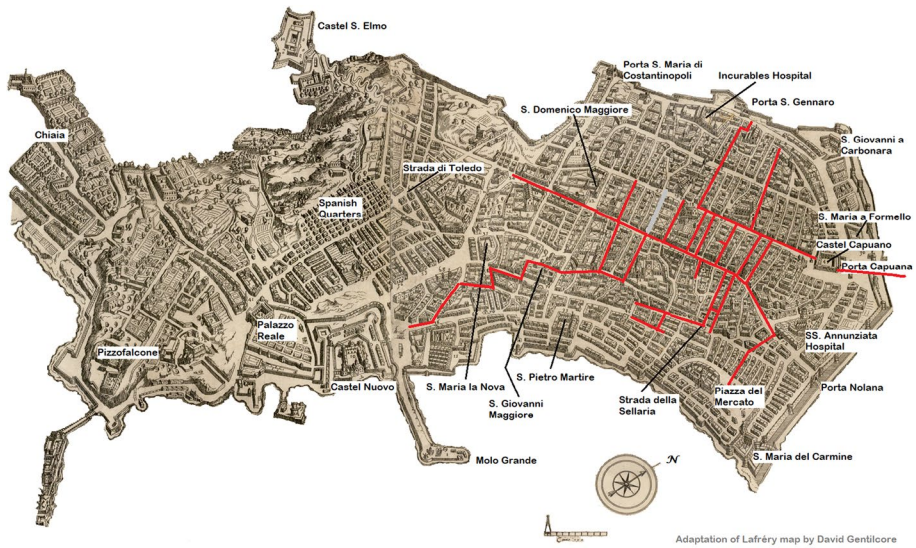 Castel S. Elmo
Porta S. Maria di
Costantinopoli
Incurables Hospital
Porta S. Gennaro
S. Domenico Maggiore
Chiaia
S. Giovanni a
Carbonara
Strada di Toledo
Spanish
Quarters
S. Maria a Formello
Castel Capuano
Porta Capuana
Palazzo
Reale
Pizzofalcone
SS. Annunziata
Hospital
Castel Nuovo
S. Maria la Nova
S. Pietro Martire
S. Giovanni
Maggiore
Strada della
Sellaria
Piazza del
Mercato
Porta Nolana
Molo Grande
S. Maria del Carmine
N
Adaptation of Lafréry map by David Gentilcore